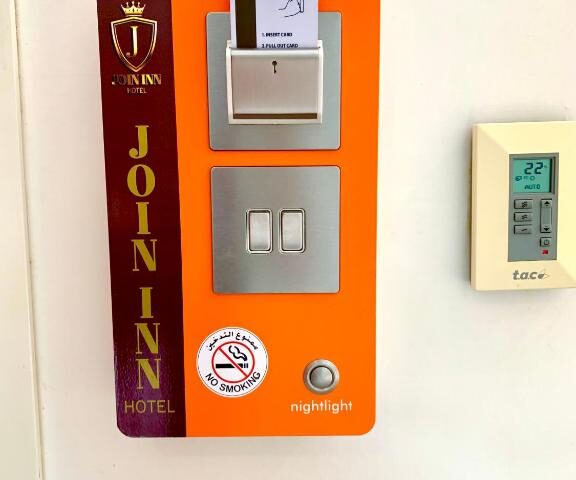 1. INSERT CARD
2. PULL OUT CARD
J
JOIN INN
HOTEL
JOIN INN
HOTEL
ممنوع التدخين
NO SMOKING
nightlight
22
AUTO
t.a.c